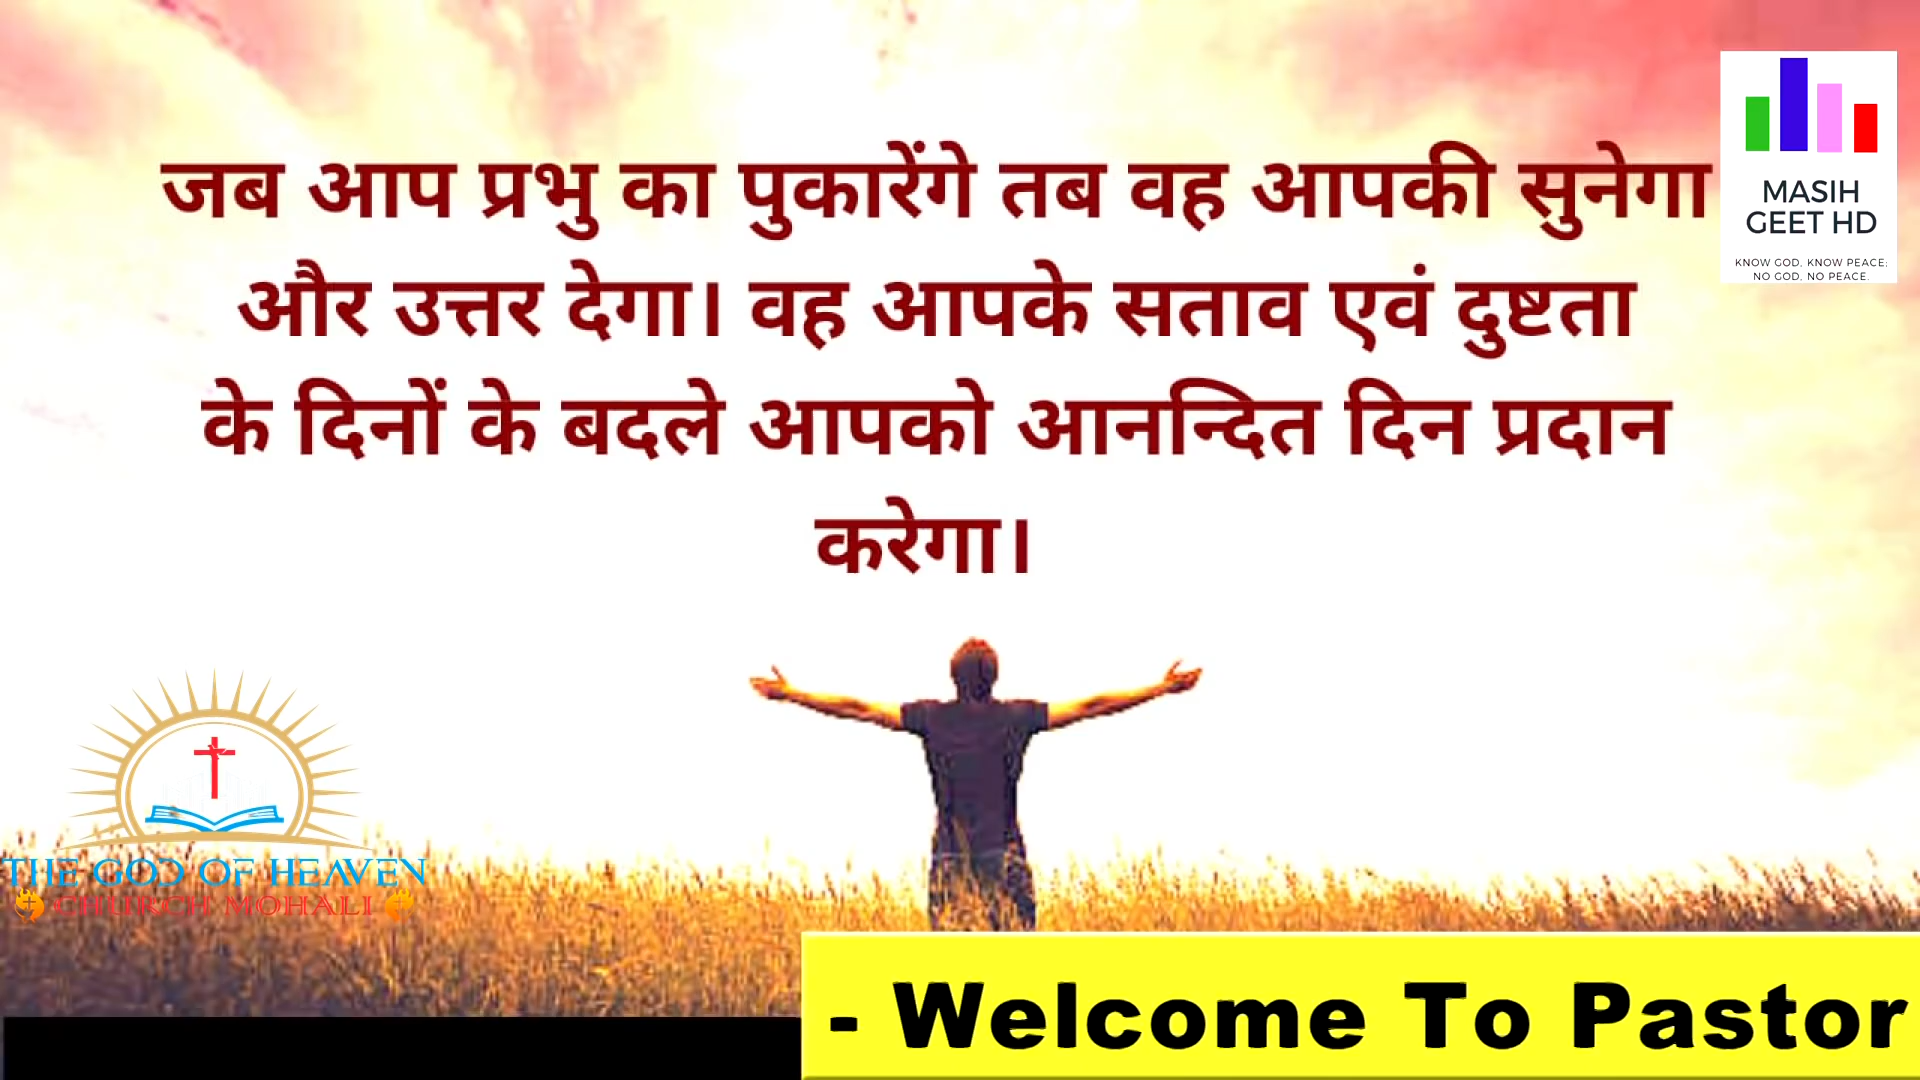 जब आप प्रभु का पुकारेंगे तब वह आपकी सुनेगा
और उत्तर देगा। वह आपके सताव एवं दुष्टता
के दिनों के बदले आपको आनन्दित दिन प्रदान
करेगा।
MASIH
GEET HD
KNOW GOD, KNOW PEACE;
NO GOD, NO PEACE.
THE GOD OF HEAVEN
CHURCH MOHALI
- Welcome To Pastor